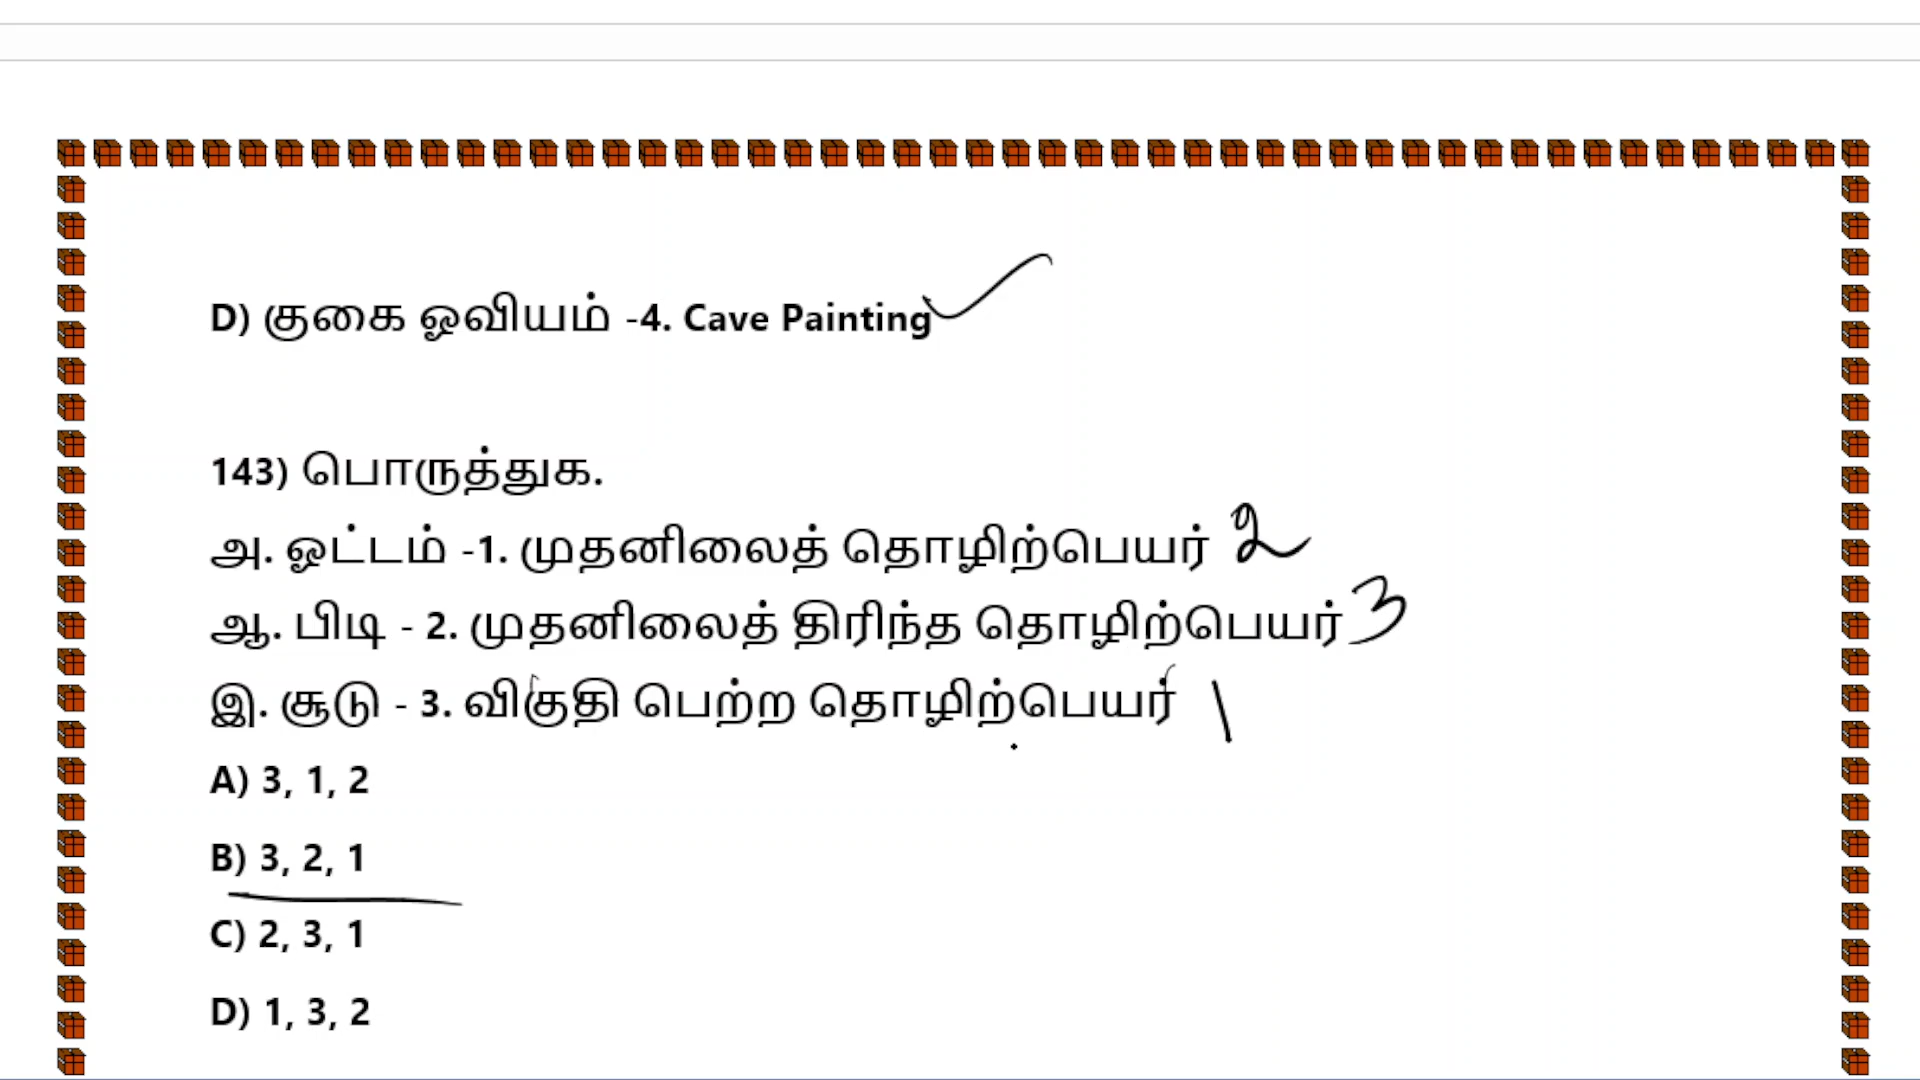 D) குகை ஓவியம் -4. Cave Painting
143) பொருத்துக.
அ. ஓட்டம் -1. முதனிலைத் தொழிற்பெயர் 2
ஆ. பிடி - 2. முதனிலைத் திரிந்த தொழிற்பெயர் 3
இ. சூடு - 3. விகுதி பெற்ற தொழிற்பெயர் 1
A) 3, 1, 2
B) 3, 2, 1
C) 2, 3, 1
D) 1, 3, 2